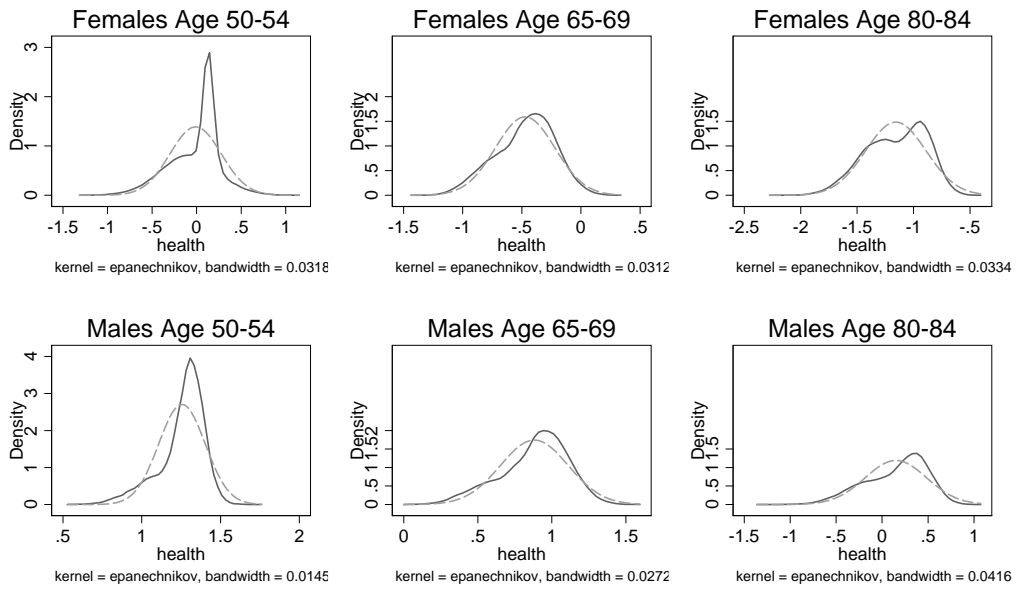 Females Age 50-54
Females Age 65-69
Females Age 80-84
Density
0 1 2 3
-1.5 -1 -.5 0 .5 1
health
kernel = epanechnikov, bandwidth = 0.0318
Density
0 .5 1 1.5 2
-1.5 -1 -.5 0 .5
health
kernel = epanechnikov, bandwidth = 0.0312
Density
0 .5 1 1.5
-2.5 -2 -1.5 -1 -.5
health
kernel = epanechnikov, bandwidth = 0.0334
Males Age 50-54
Males Age 65-69
Males Age 80-84
Density
0 1 2 3 4
.5 1 1.5 2
health
kernel = epanechnikov, bandwidth = 0.0145
Density
0 .5 1 1.5 2
0 .5 1 1.5
health
kernel = epanechnikov, bandwidth = 0.0272
Density
0 .5 1 1.5
-1.5 -1 -.5 0 .5 1
health
kernel = epanechnikov, bandwidth = 0.0416